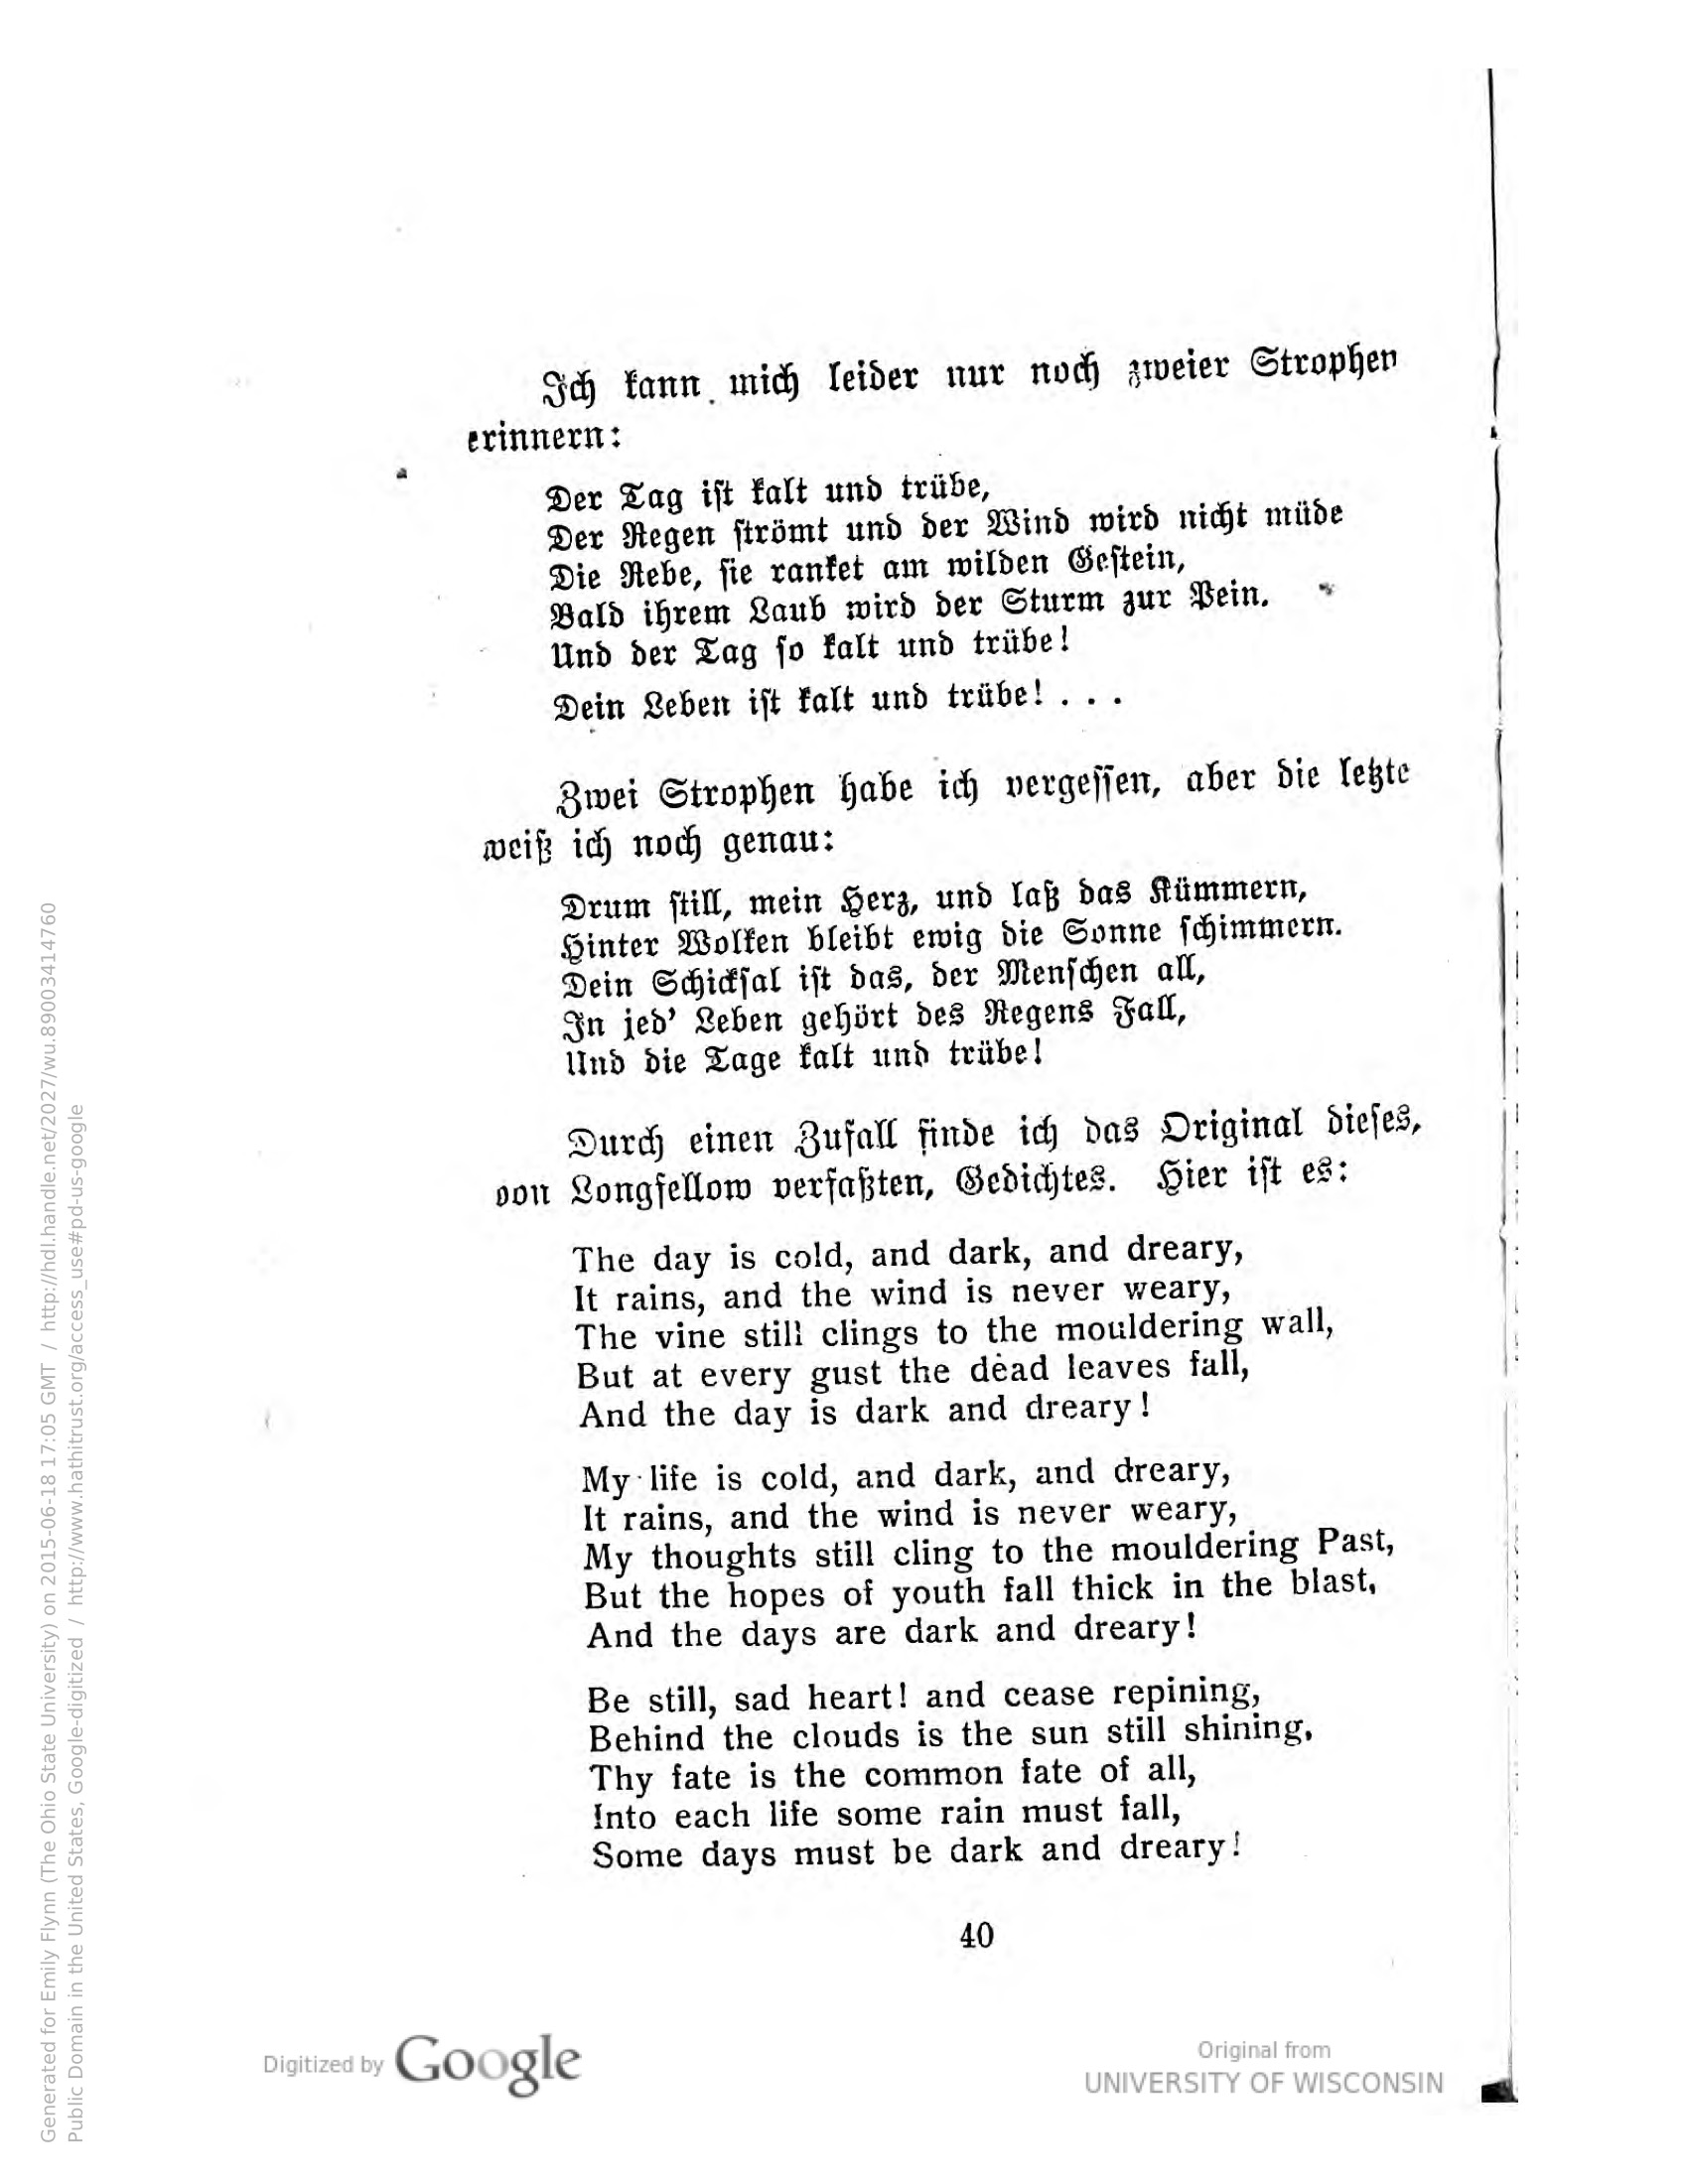 Ich kann mich leider nur noch zweier Strophen
erinnern:
Der Tag ist kalt und trübe,
Der Regen strömt und der Wind wird nicht müde
Die Rebe, sie ranket am wilden Gestein,
Bald ihrem Laub wird der Sturm zur Pein.
Und der Tag so kalt und trübe!
Dein Leben ist kalt und trübe! . . .
Zwei Strophen habe ich vergessen, aber die letzte
weiß ich noch genau:
Drum still, mein Herz, und laß das Kümmern,
Hinter Wolken bleibt ewig die Sonne schimmern.
Dein Schicksal ist das, der Menschen all,
In jed' Leben gehört des Regens Fall,
Und die Tage kalt und trübe!
Durch einen Zufall finde ich das Original dieses,
von Longfellow verfaßten, Gedichtes. Hier ist es:
The day is cold, and dark, and dreary,
It rains, and the wind is never weary,
The vine still clings to the mouldering wall,
But at every gust the dead leaves fall,
And the day is dark and dreary!
My life is cold, and dark, and dreary,
It rains, and the wind is never weary,
My thoughts still cling to the mouldering Past,
But the hopes of youth fall thick in the blast,
And the days are dark and dreary!
Be still, sad heart! and cease repining,
Behind the clouds is the sun still shining,
Thy fate is the common fate of all,
Into each life some rain must fall,
Some days must be dark and dreary!
40
Digitized by Google
Original from
UNIVERSITY OF WISCONSIN
Generated for Emily Flynn (The Ohio State University) on 2015-06-18 17:05 GMT / http://hdl.handle.net/2027/wu.89003414760
Public Domain in the United States, Google-digitized / http://www.hathitrust.org/access_use#pd-us-google